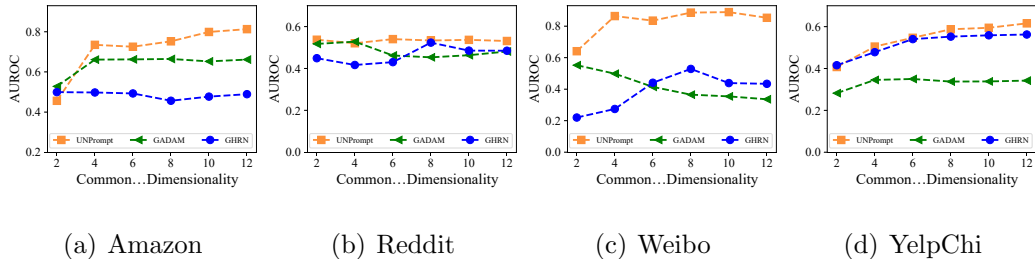 AUROC
0.8
0.6
0.4
0.2
UNPrompt GADAM GHRN
2 4 6 8 10 12
Common...Dimensionality
(a) Amazon
AUROC
0.6
0.4
0.2
0.0
UNPrompt GADAM GHRN
2 4 6 8 10 12
Common...Dimensionality
(b) Reddit
AUROC
0.8
0.6
0.4
0.2
0.0
UNPrompt GADAM GHRN
2 4 6 8 10 12
Common...Dimensionality
(c) Weibo
AUROC
0.6
0.4
0.2
0.0
UNPrompt GADAM GHRN
2 4 6 8 10 12
Common...Dimensionality
(d) YelpChi